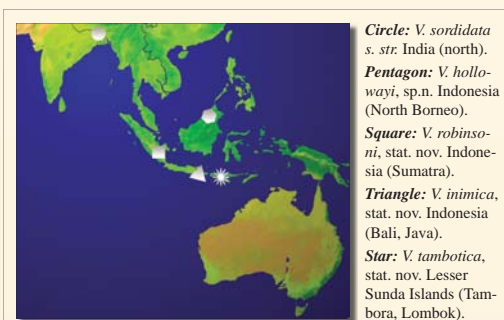 Circle: V. sordidata
s. str. India (north).
Pentagon: V. hollo-
wayi, sp.n. Indonesia
(North Borneo).
Square: V. robinso-
ni, stat. nov. Indone-
sia (Sumatra).
Triangle: V. inimica,
stat. nov. Indonesia
(Bali, Java).
Star: V. tambotica,
stat. nov. Lesser
Sunda Islands (Tam-
bora, Lombok).